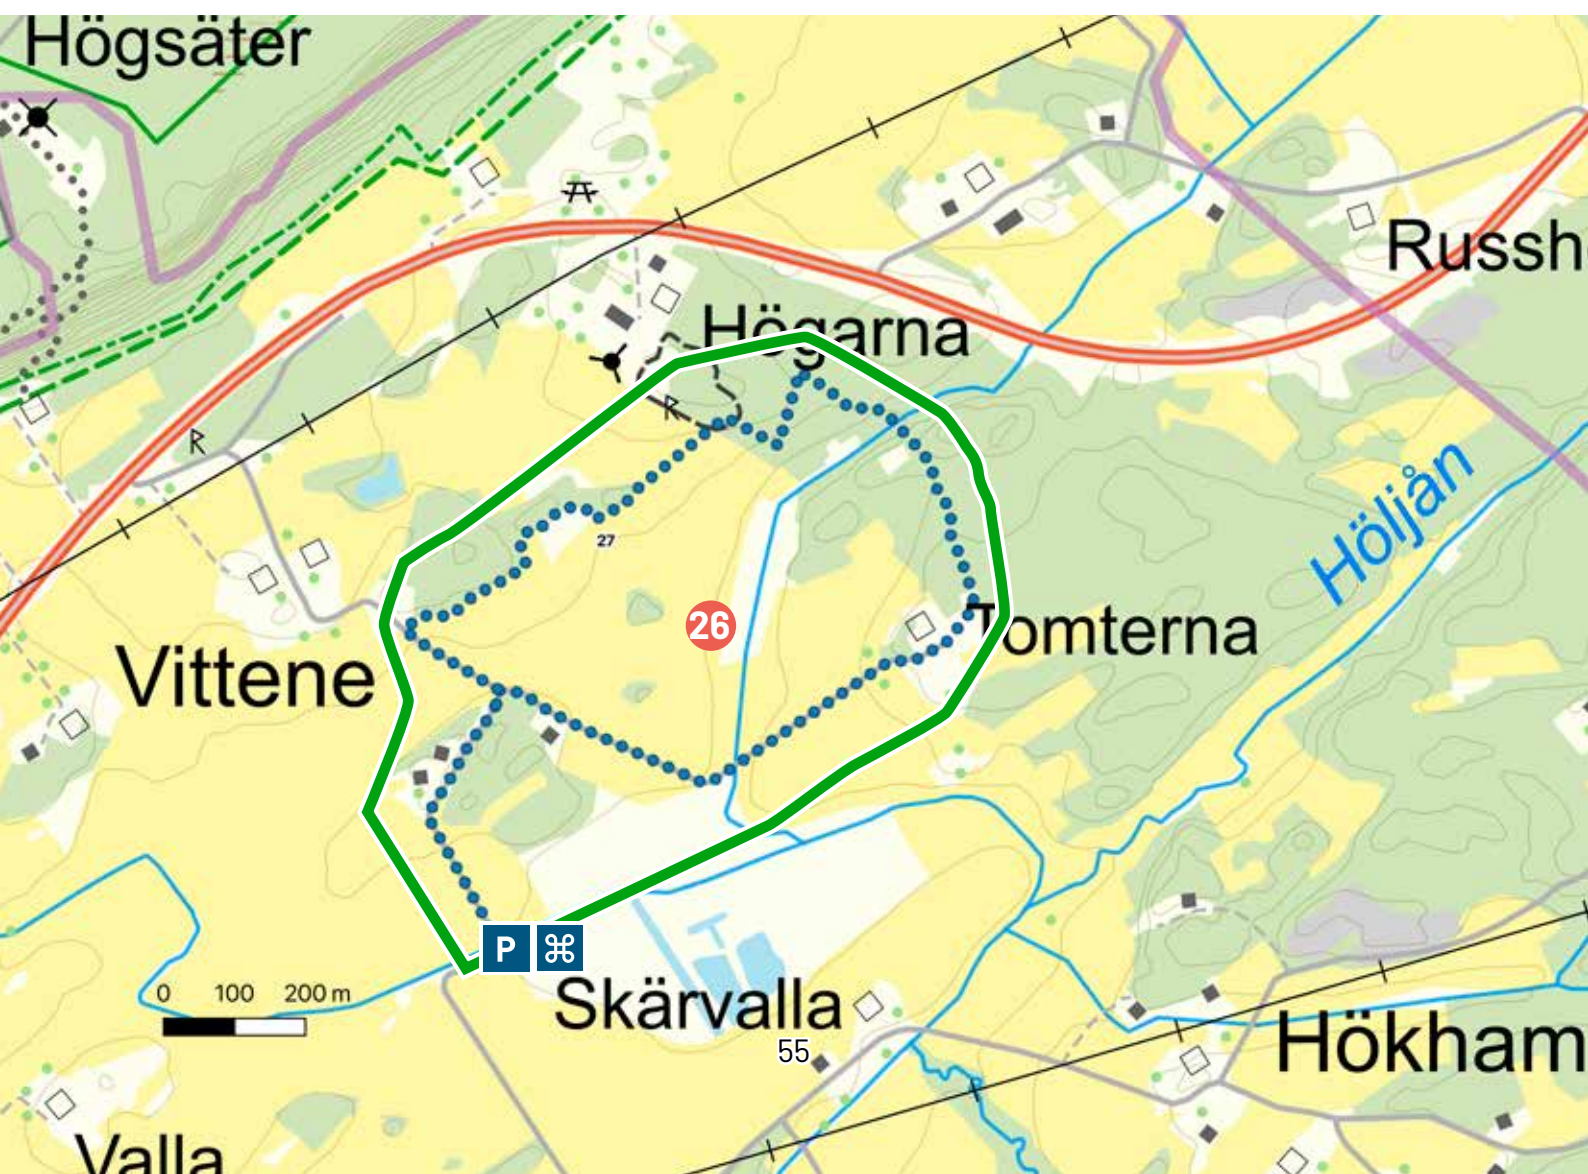 Högsäter
Russh
Högarna
R
R
Höljån
27
26
Tomterna
Vittene
P ⌘
0 100 200 m
Skärvalla
55
Hökham
Valla